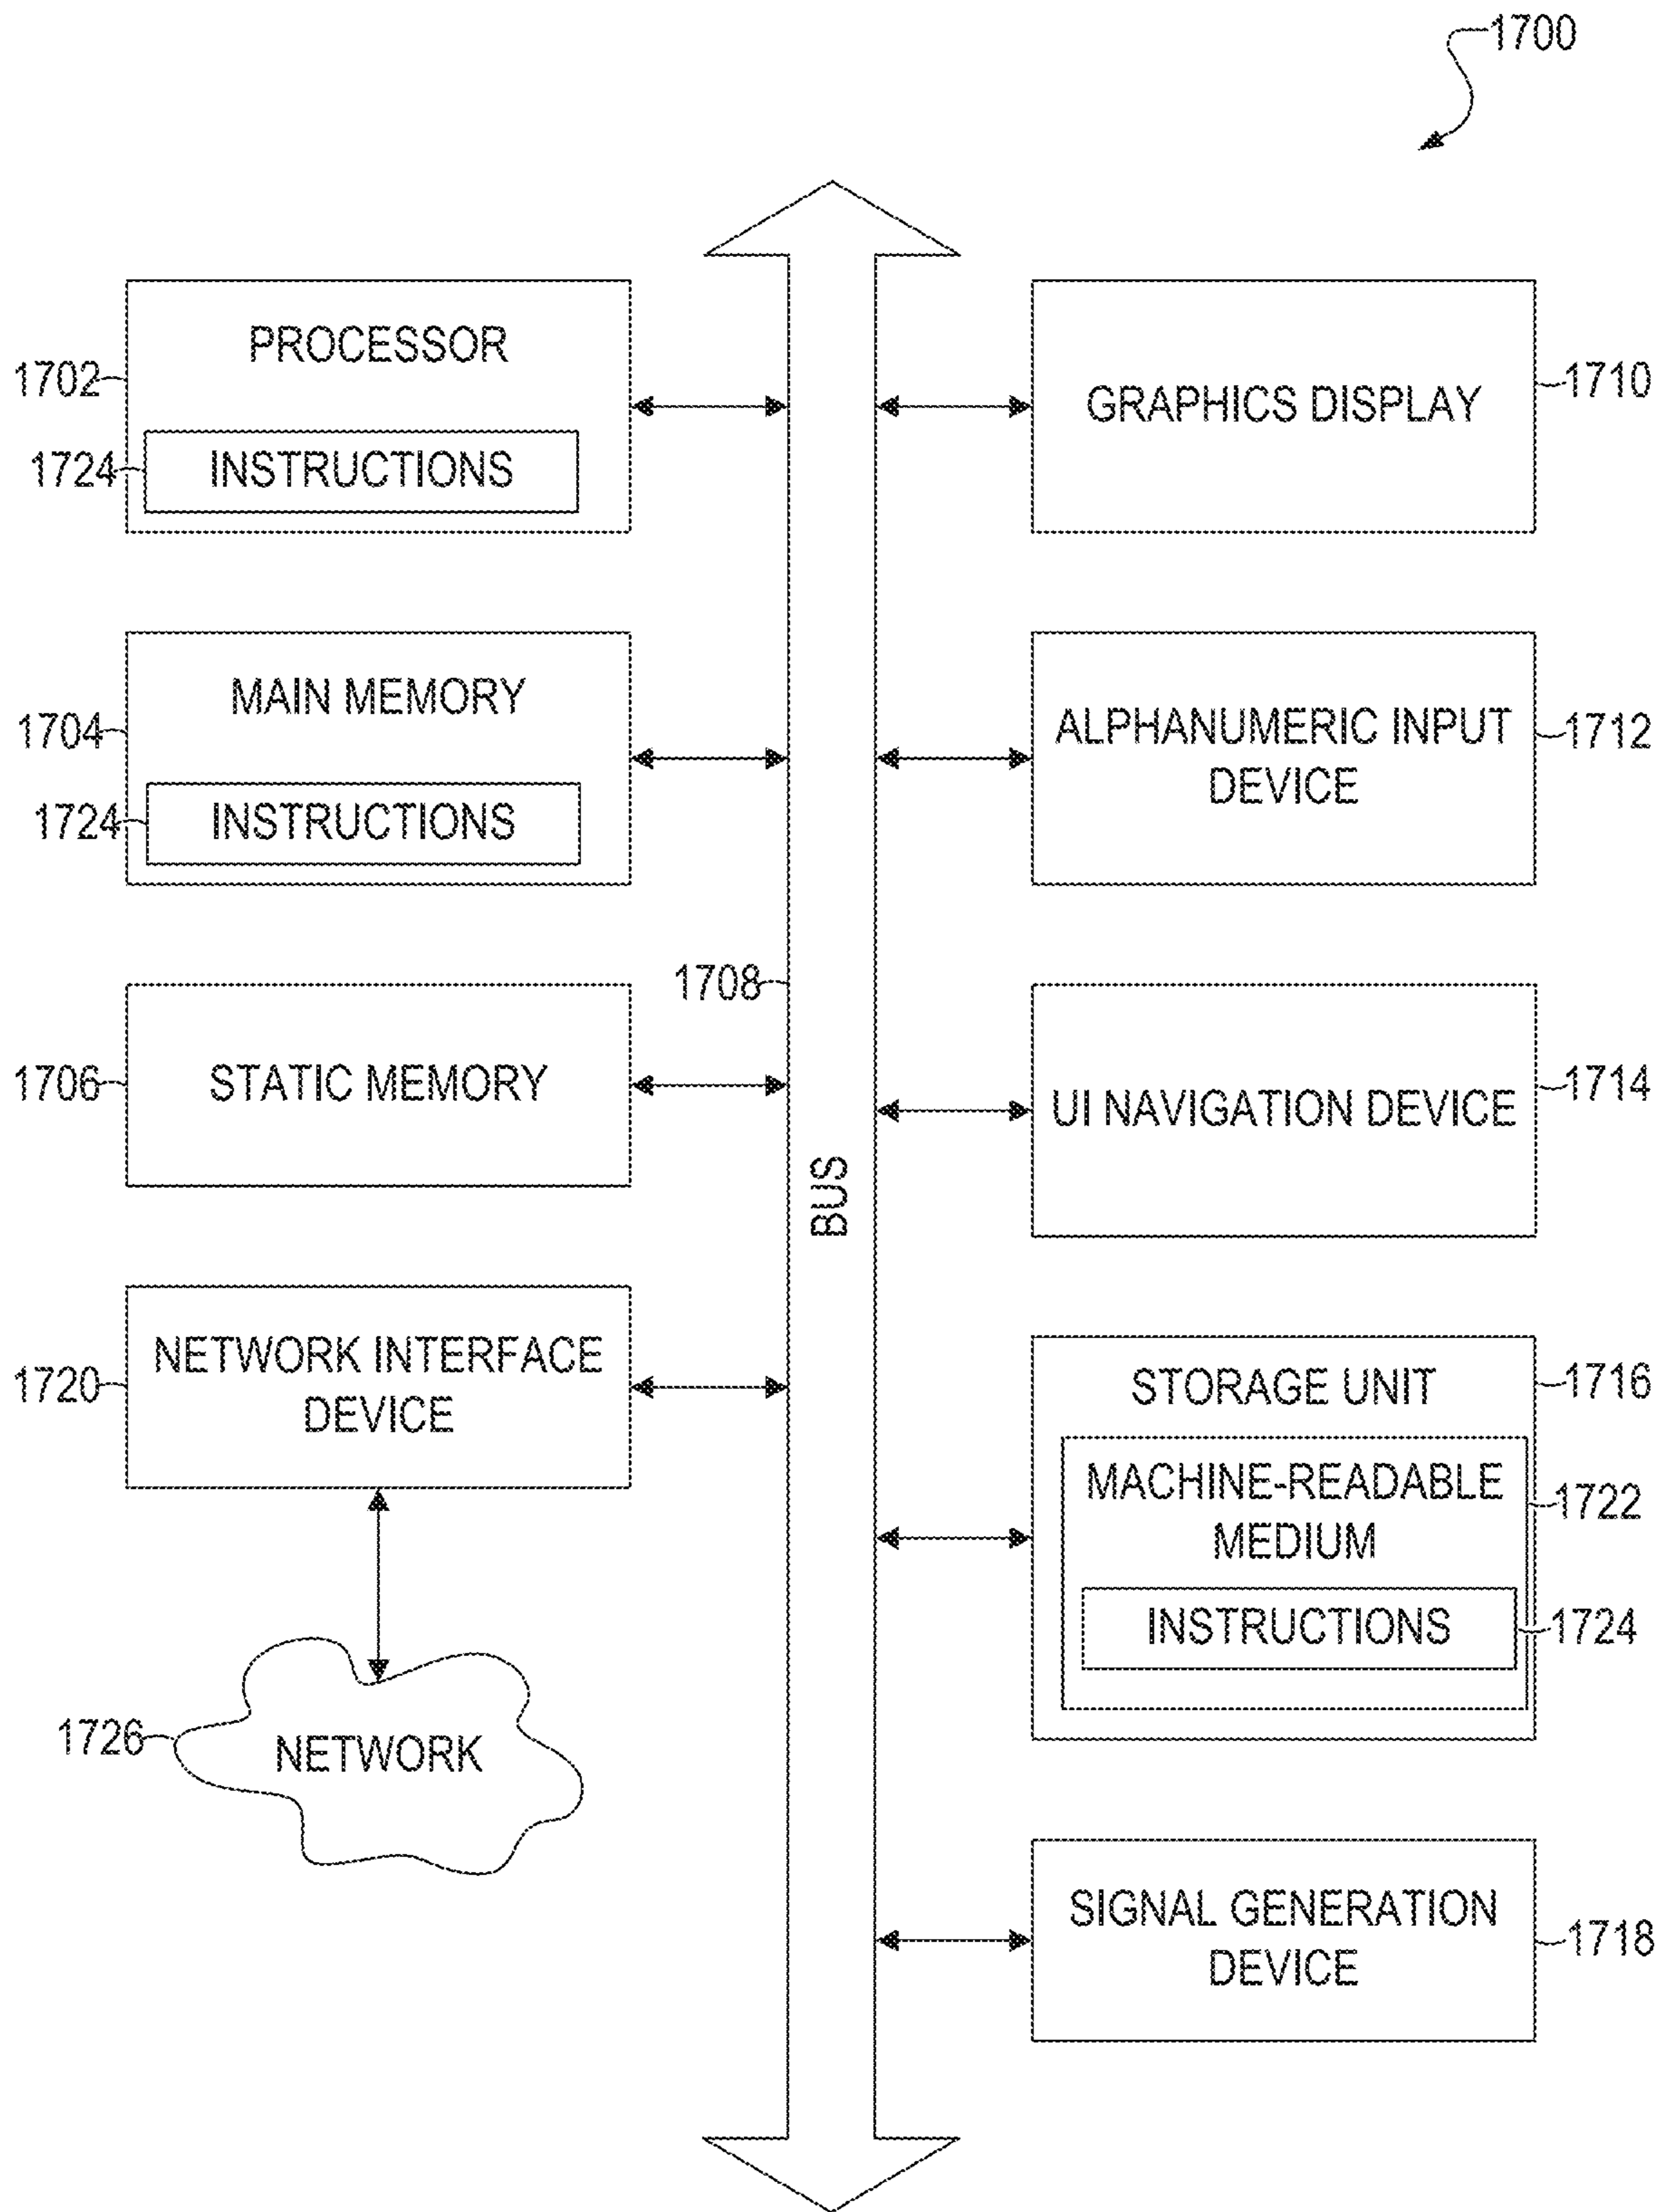 1700
PROCESSOR
1702
1724
INSTRUCTIONS
MAIN MEMORY
1704
1724
INSTRUCTIONS
1706
STATIC MEMORY
1720
NETWORK INTERFACE
DEVICE
1726
NETWORK
1708
BUS
GRAPHICS DISPLAY
1710
ALPHANUMERIC INPUT
DEVICE
1712
UI NAVIGATION DEVICE
1714
STORAGE UNIT
1716
MACHINE-READABLE
MEDIUM
1722
INSTRUCTIONS
1724
SIGNAL GENERATION
DEVICE
1718